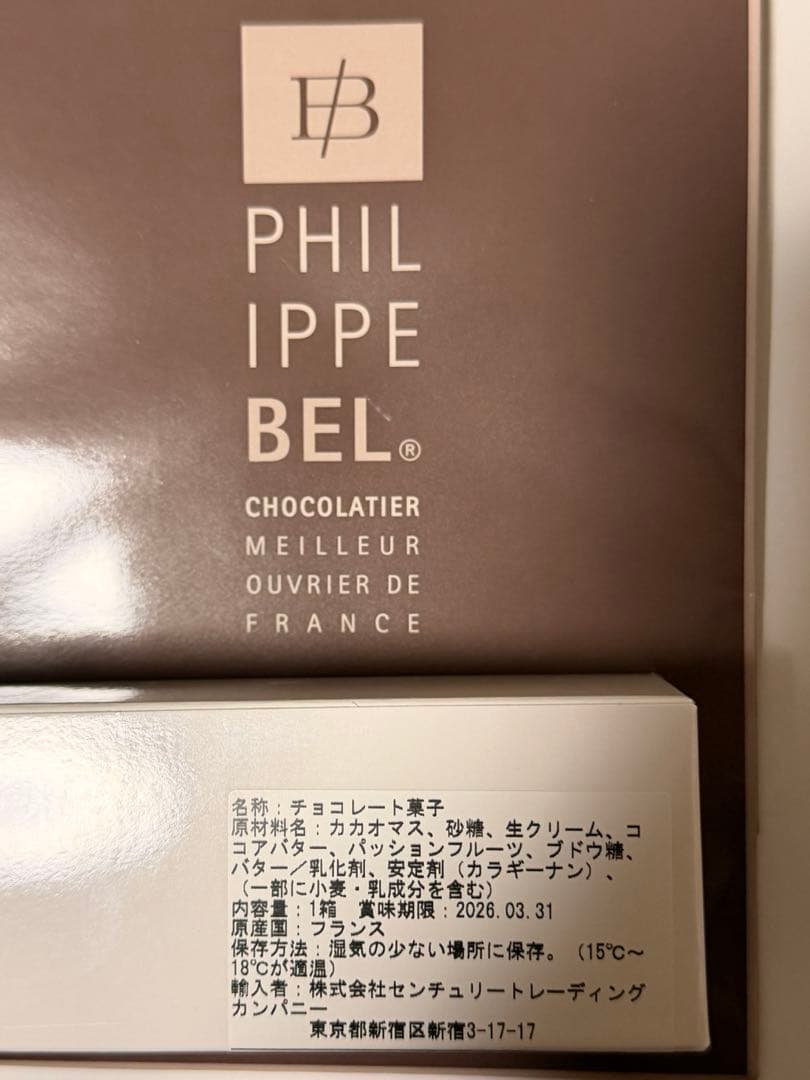 B
PHIL
IPPE
BEL®
CHOCOLATIER
MEILLEUR
OUVRIER DE
FRANCE
名称：チョコレート菓子
原材料名：カカオマス、砂糖、生クリーム、コ
コアバター、パッションフルーツ、ブドウ糖、
バター／乳化剤、安定剤（カラギーナン）、
（一部に小麦・乳成分を含む）
内容量：1箱　賞味期限：2026.03.31
原産国：フランス
保存方法：湿気の少ない場所に保存。（15℃～
18℃が適温）
輸入者：株式会社センチュリートレーディング
カンパニー
東京都新宿区新宿3-17-17